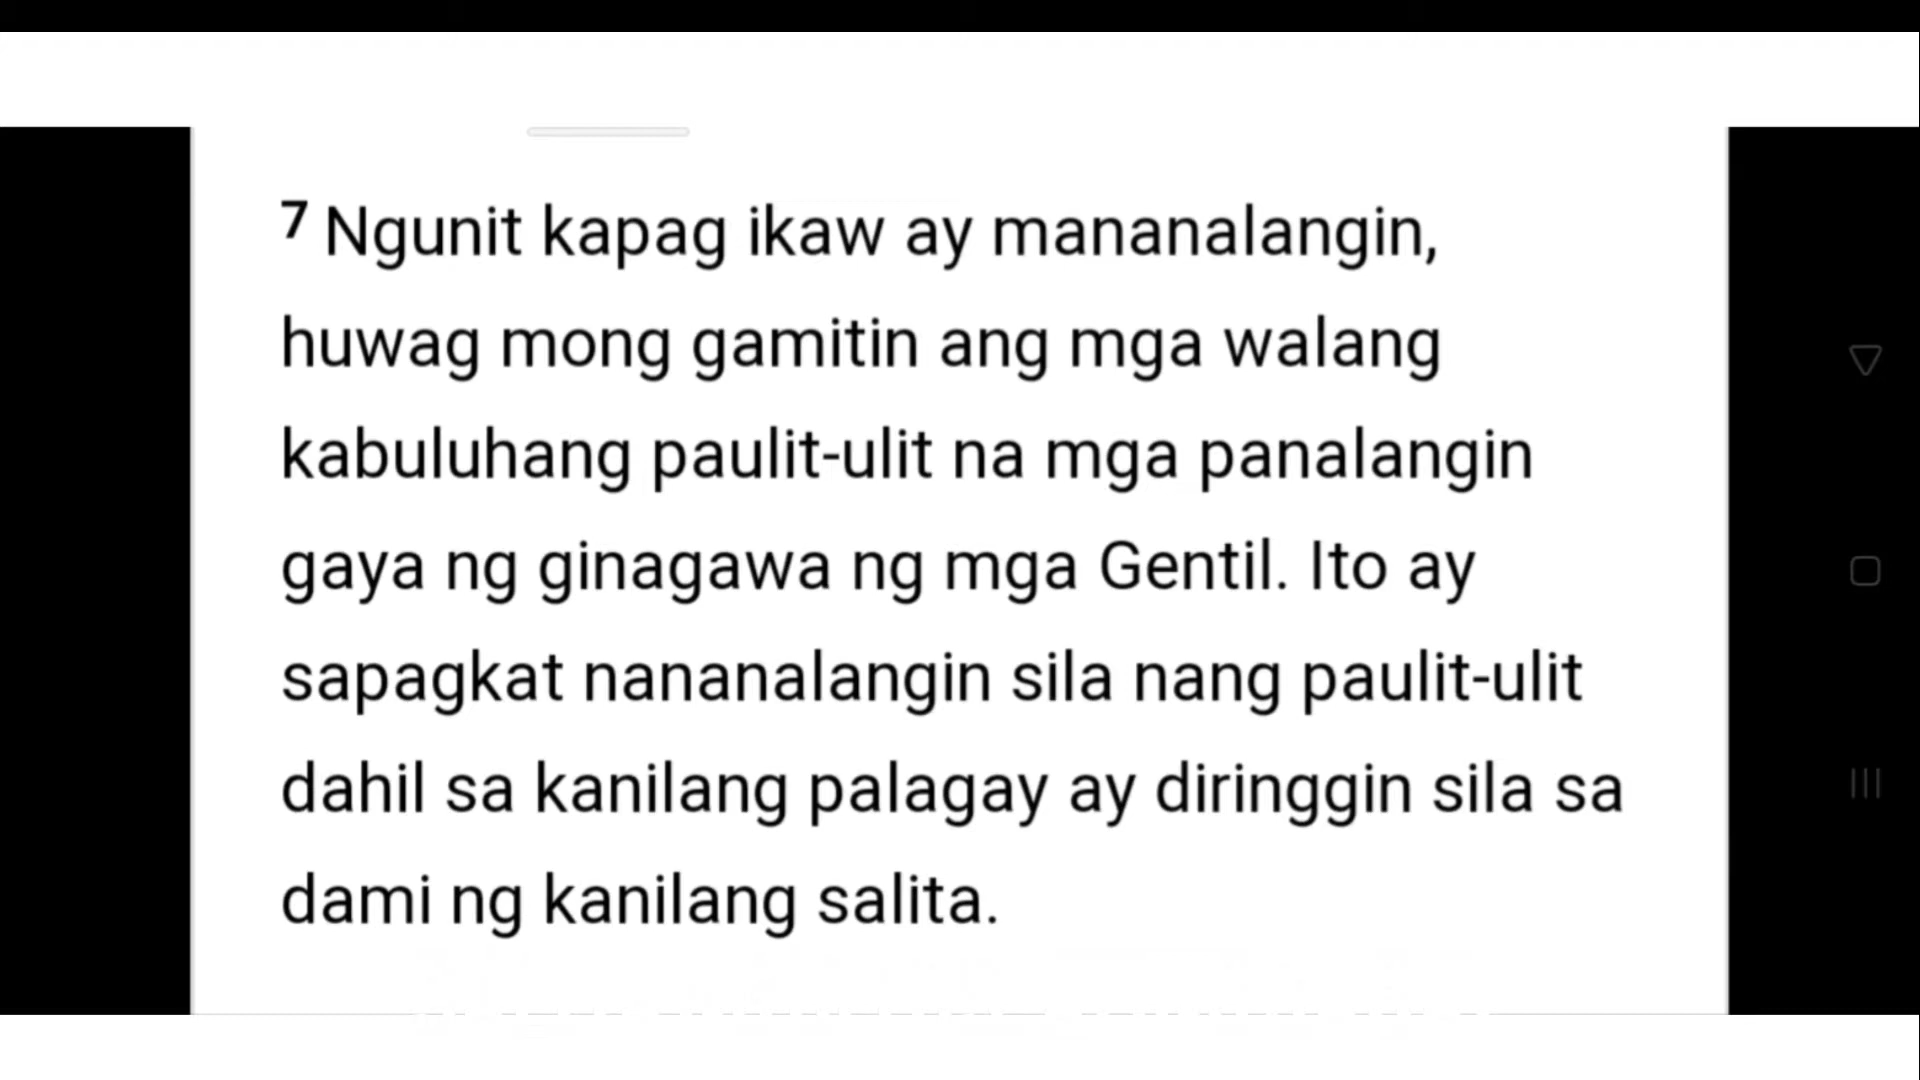 7 Ngunit kapag ikaw ay mananalangin,
huwag mong gamitin ang mga walang
kabuluhang paulit-ulit na mga panalangin
gaya ng ginagawa ng mga Gentil. Ito ay
sapagkat nananalangin sila nang paulit-ulit
dahil sa kanilang palagay ay diringgin sila sa
dami ng kanilang salita.